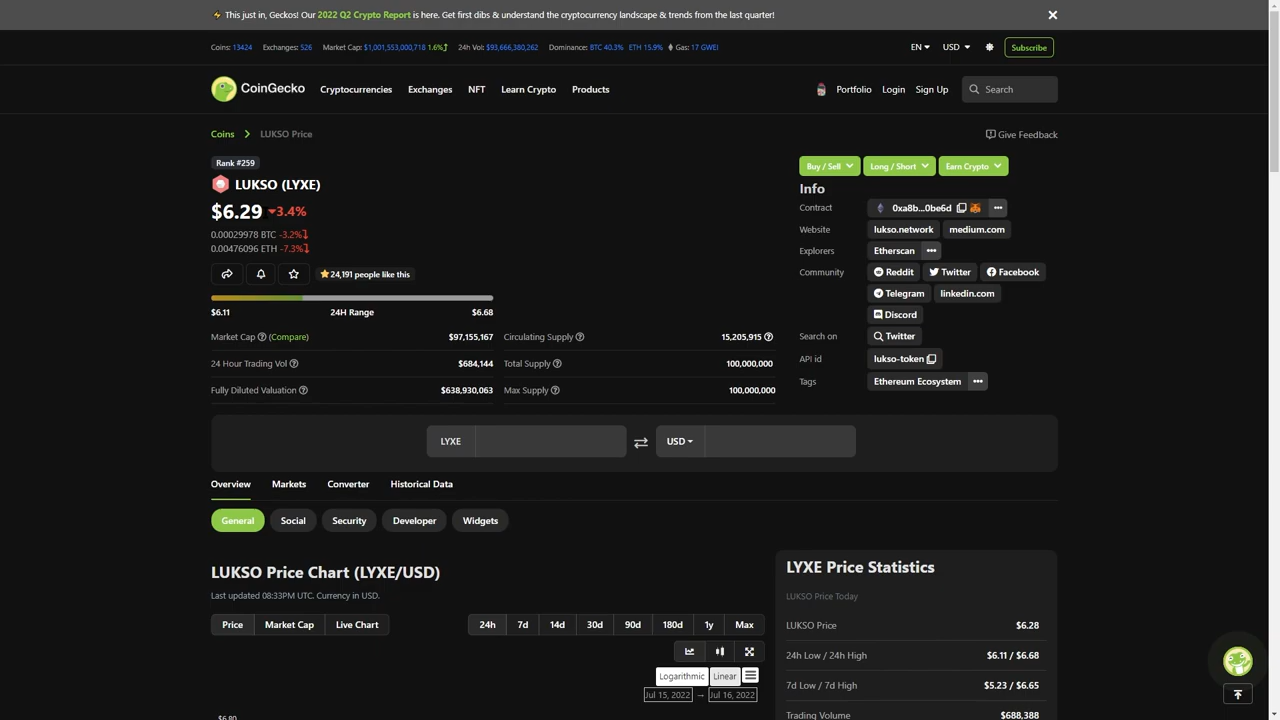 ⚡ This just in, Geckos! Our 2022 Q2 Crypto Report is here. Get first dibs & understand the cryptocurrency landscape & trends from the last quarter!
Coins: 13424 Exchanges: 526 Market Cap: $1,001,553,000,718 1.6% 24h Vol: $93,666,380,262 Dominance: BTC 40.3% ETH 15.9% Gas: 17 GWEI EN USD Subscribe
CoinGecko Cryptocurrencies Exchanges NFT Learn Crypto Products Portfolio Login Sign Up Search
Coins > LUKSO Price Give Feedback
Rank #259
LUKSO (LYXE)
$6.29 3.4%
0.00029978 BTC -3.2%
0.00476096 ETH -7.3%
24,191 people like this
$6.11 24H Range $6.68
Market Cap (Compare) $97,155,167 Circulating Supply 15,205,915
24 Hour Trading Vol $684,144 Total Supply 100,000,000
Fully Diluted Valuation $638,930,063 Max Supply 100,000,000
Buy / Sell Long / Short Earn Crypto
Info
Contract 0xa8b...0be6d
Website lukso.network medium.com
Explorers Etherscan
Community Reddit Twitter Facebook
Telegram linkedin.com
Discord
Search on Twitter
API id lukso-token
Tags Ethereum Ecosystem
LYXE USD
Overview Markets Converter Historical Data
General Social Security Developer Widgets
LUKSO Price Chart (LYXE/USD)
Last updated 08:33PM UTC. Currency in USD.
Price Market Cap Live Chart 24h 7d 14d 30d 90d 180d 1y Max
Logarithmic Linear
Jul 15, 2022 → Jul 16, 2022
$6.80
LYXE Price Statistics
LUKSO Price Today
LUKSO Price $6.28
24h Low / 24h High $6.11 / $6.68
7d Low / 7d High $5.23 / $6.65
Trading Volume $688,388